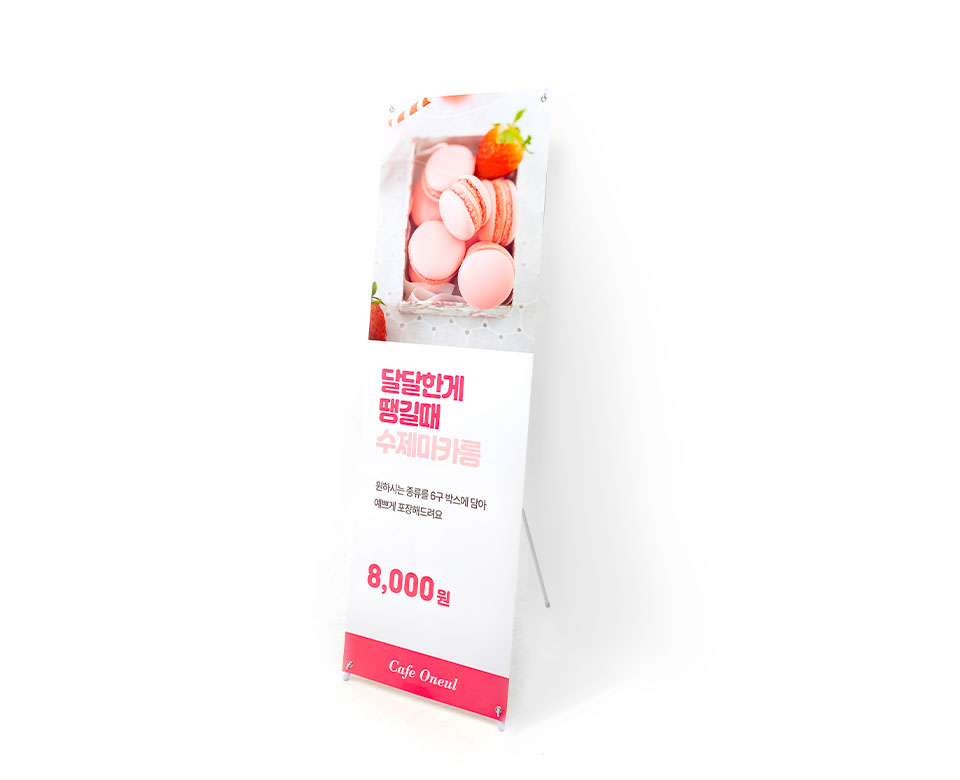 달달한게
땡길때
수제마카롱
원하시는 종류를 6구 박스에 담아
예쁘게 포장해드려요
8,000원
Cafe Oneul